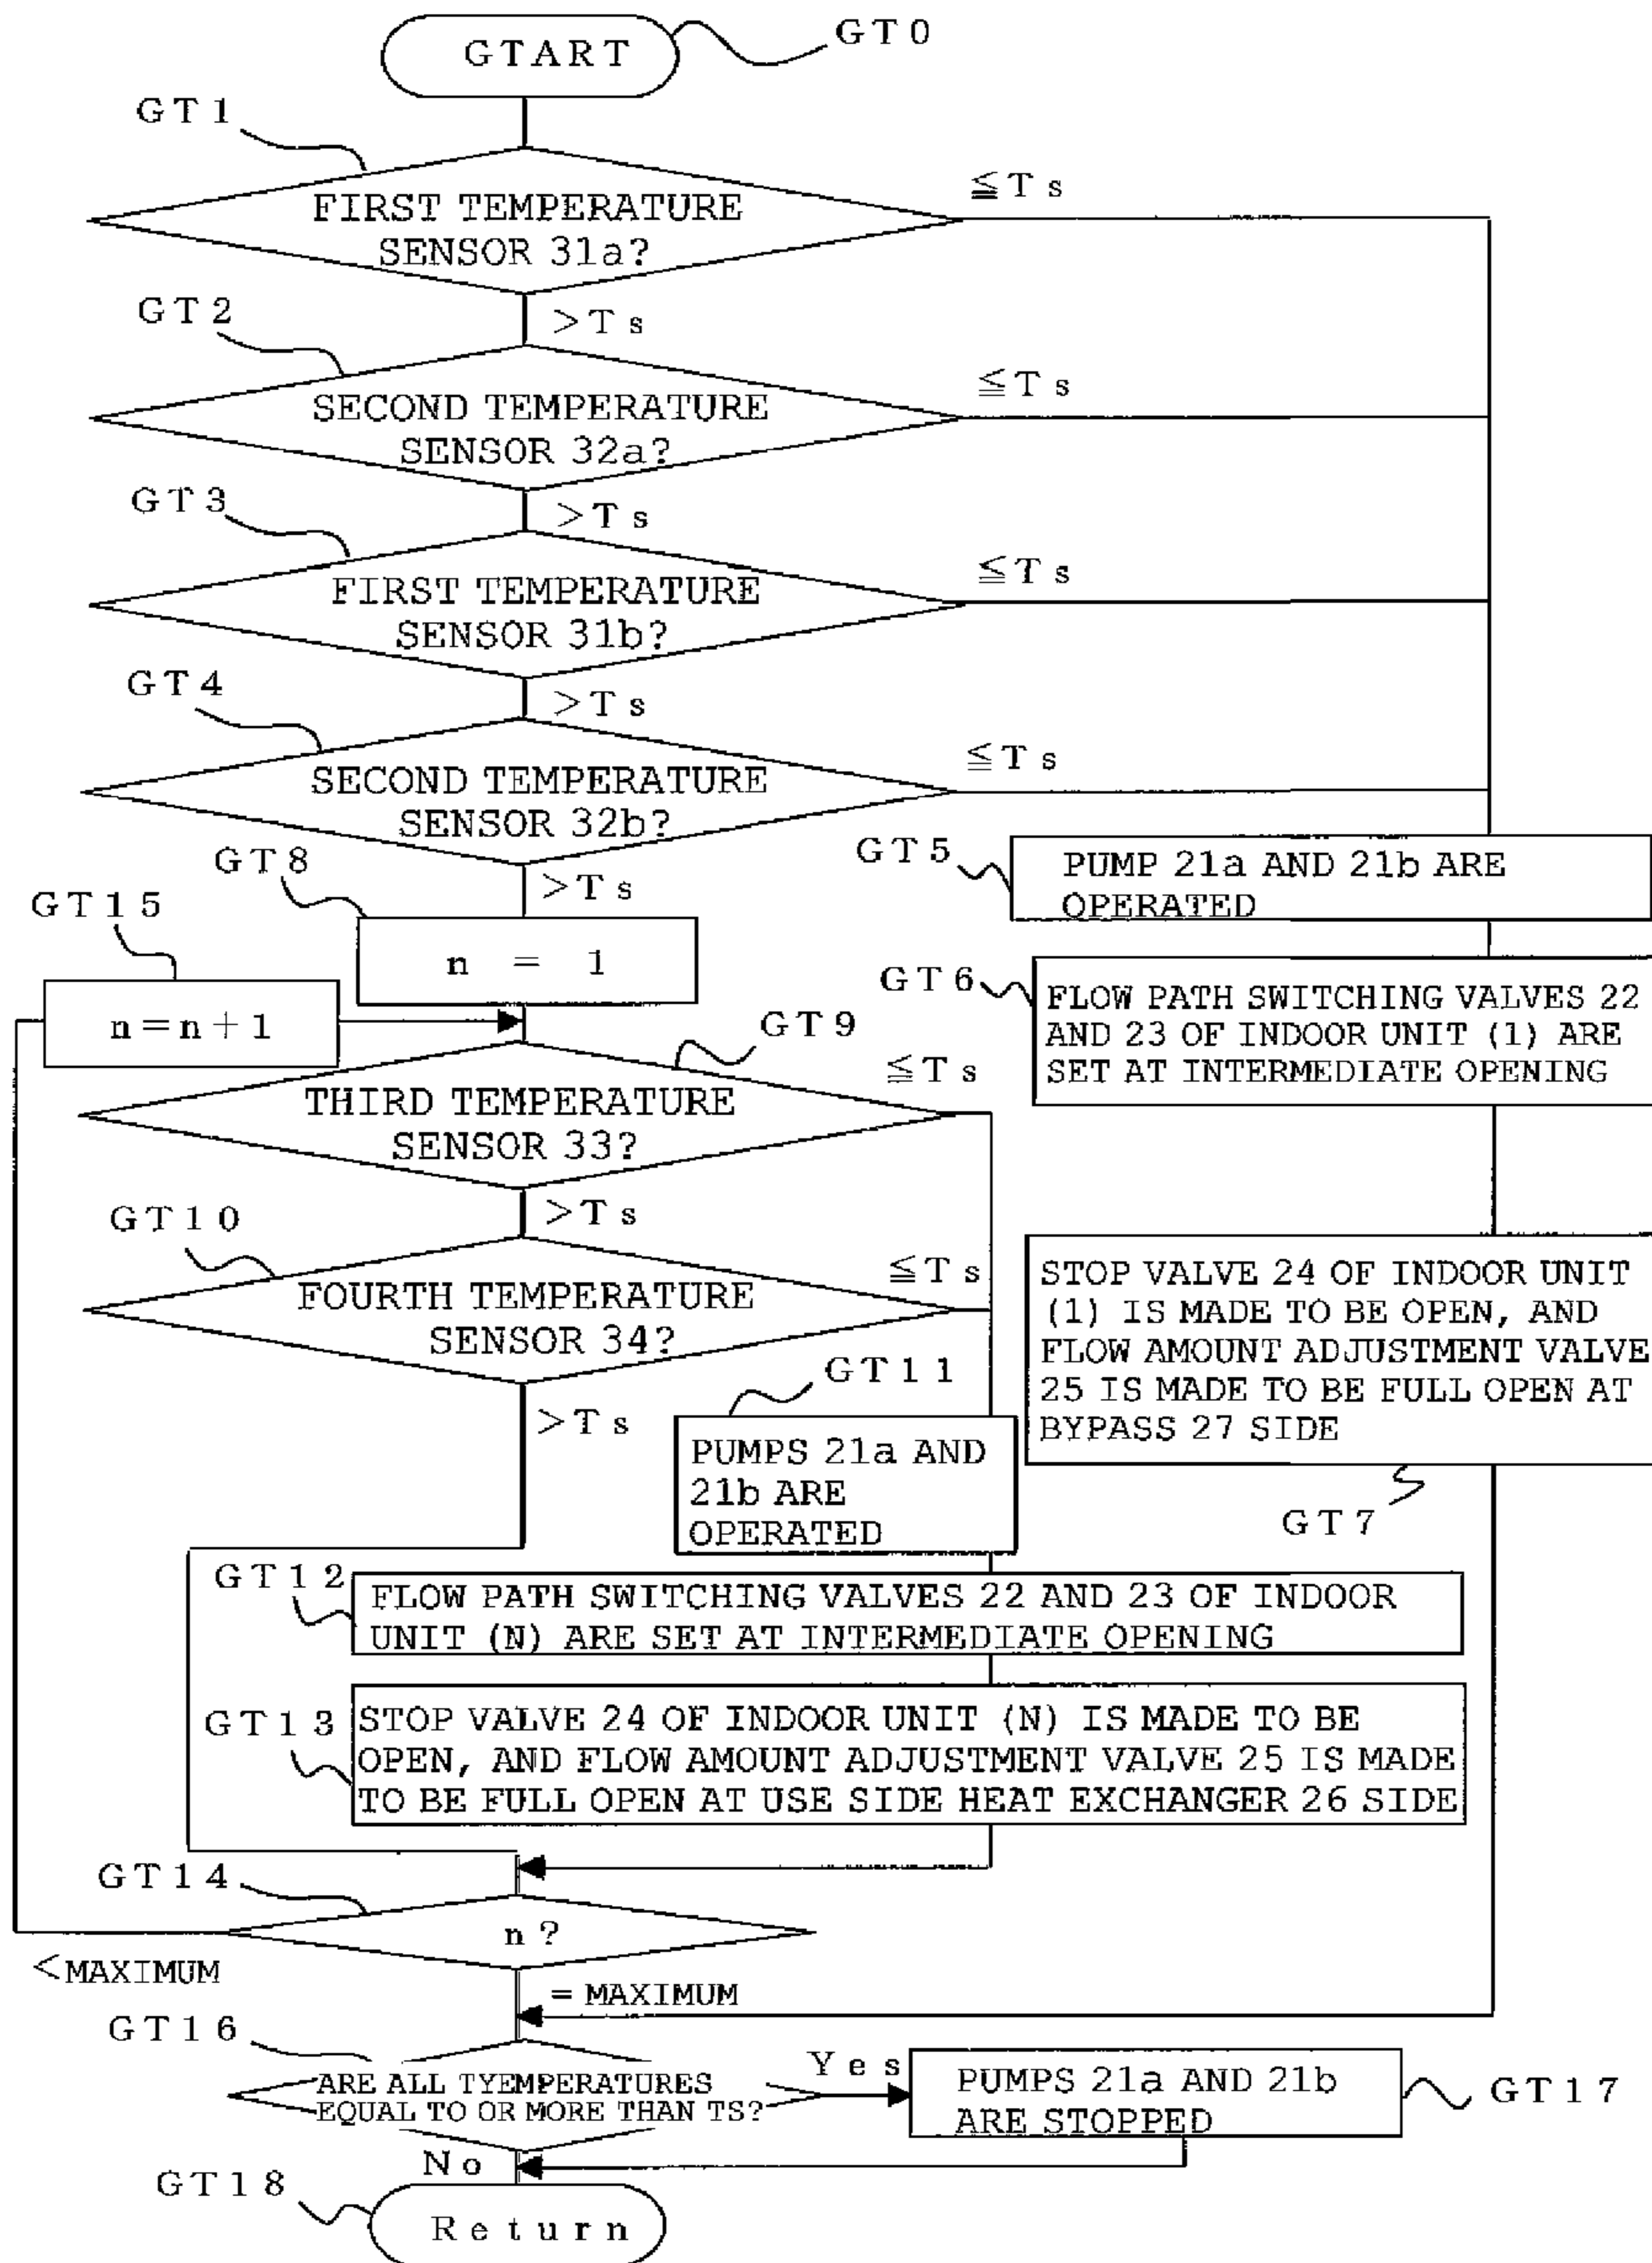 GTART
GT0
GT1
FIRST TEMPERATURE
SENSOR 31a?
≦Ts
>Ts
GT2
SECOND TEMPERATURE
SENSOR 32a?
≦Ts
>Ts
GT3
FIRST TEMPERATURE
SENSOR 31b?
≦Ts
>Ts
GT4
SECOND TEMPERATURE
SENSOR 32b?
≦Ts
>Ts
GT5
PUMP 21a AND 21b ARE
OPERATED
GT8
n = 1
GT15
n=n+1
GT6
FLOW PATH SWITCHING VALVES 22
AND 23 OF INDOOR UNIT (1) ARE
SET AT INTERMEDIATE OPENING
GT9
THIRD TEMPERATURE
SENSOR 33?
≦Ts
>Ts
GT10
FOURTH TEMPERATURE
SENSOR 34?
≦Ts
>Ts
STOP VALVE 24 OF INDOOR UNIT
(1) IS MADE TO BE OPEN, AND
FLOW AMOUNT ADJUSTMENT VALVE
25 IS MADE TO BE FULL OPEN AT
BYPASS 27 SIDE
GT7
GT11
PUMPS 21a AND
21b ARE
OPERATED
GT12
FLOW PATH SWITCHING VALVES 22 AND 23 OF INDOOR
UNIT (N) ARE SET AT INTERMEDIATE OPENING
GT13
STOP VALVE 24 OF INDOOR UNIT (N) IS MADE TO BE
OPEN, AND FLOW AMOUNT ADJUSTMENT VALVE 25 IS MADE
TO BE FULL OPEN AT USE SIDE HEAT EXCHANGER 26 SIDE
GT14
n?
<MAXIMUM
=MAXIMUM
GT16
ARE ALL TYEMPERATURES
EQUAL TO OR MORE THAN TS?
Yes
PUMPS 21a AND 21b
ARE STOPPED
GT17
No
GT18
Return